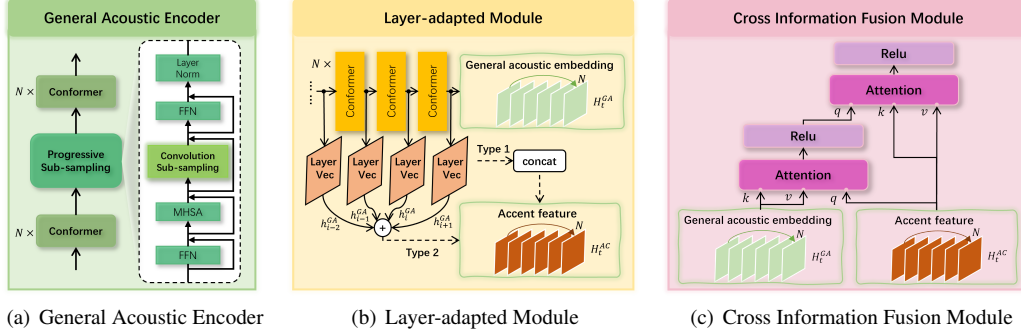 General Acoustic Encoder
N ×
Conformer
Progressive
Sub-sampling
N ×
Conformer
Layer
Norm
FFN
Convolution
Sub-sampling
MHSA
FFN
(a) General Acoustic Encoder
Layer-adapted Module
N ×
......
Conformer
Conformer
Conformer
General acoustic embedding
N
H_t^{GA}
Layer
Vec
Layer
Vec
Layer
Vec
Layer
Vec
Type 1
concat
h_{i-2}^{GA}
h_{i-1}^{GA}
h_i^{GA}
h_{i+1}^{GA}
+
Type 2
Accent feature
N
H_t^{AC}
(b) Layer-adapted Module
Cross Information Fusion Module
Relu
Attention
q
k
v
Relu
Attention
k
v
q
General acoustic embedding
N
H_t^{GA}
Accent feature
N
H_t^{AC}
(c) Cross Information Fusion Module